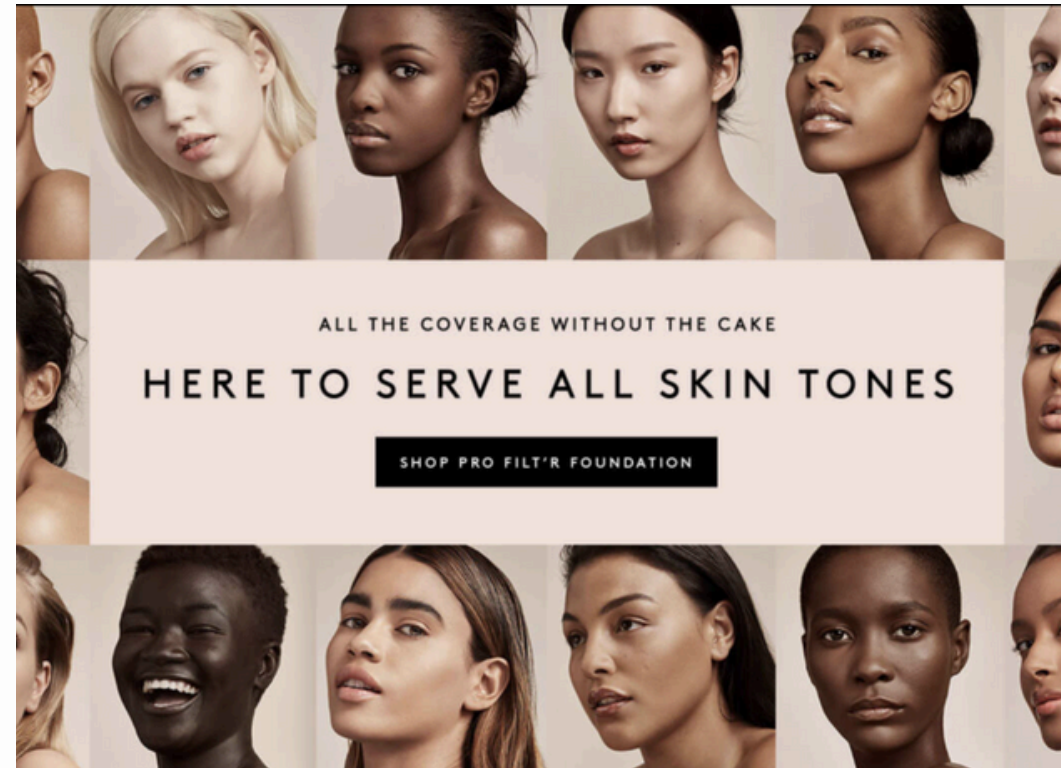 ALL THE COVERAGE WITHOUT THE CAKE
HERE TO SERVE ALL SKIN TONES
SHOP PRO FILT'R FOUNDATION